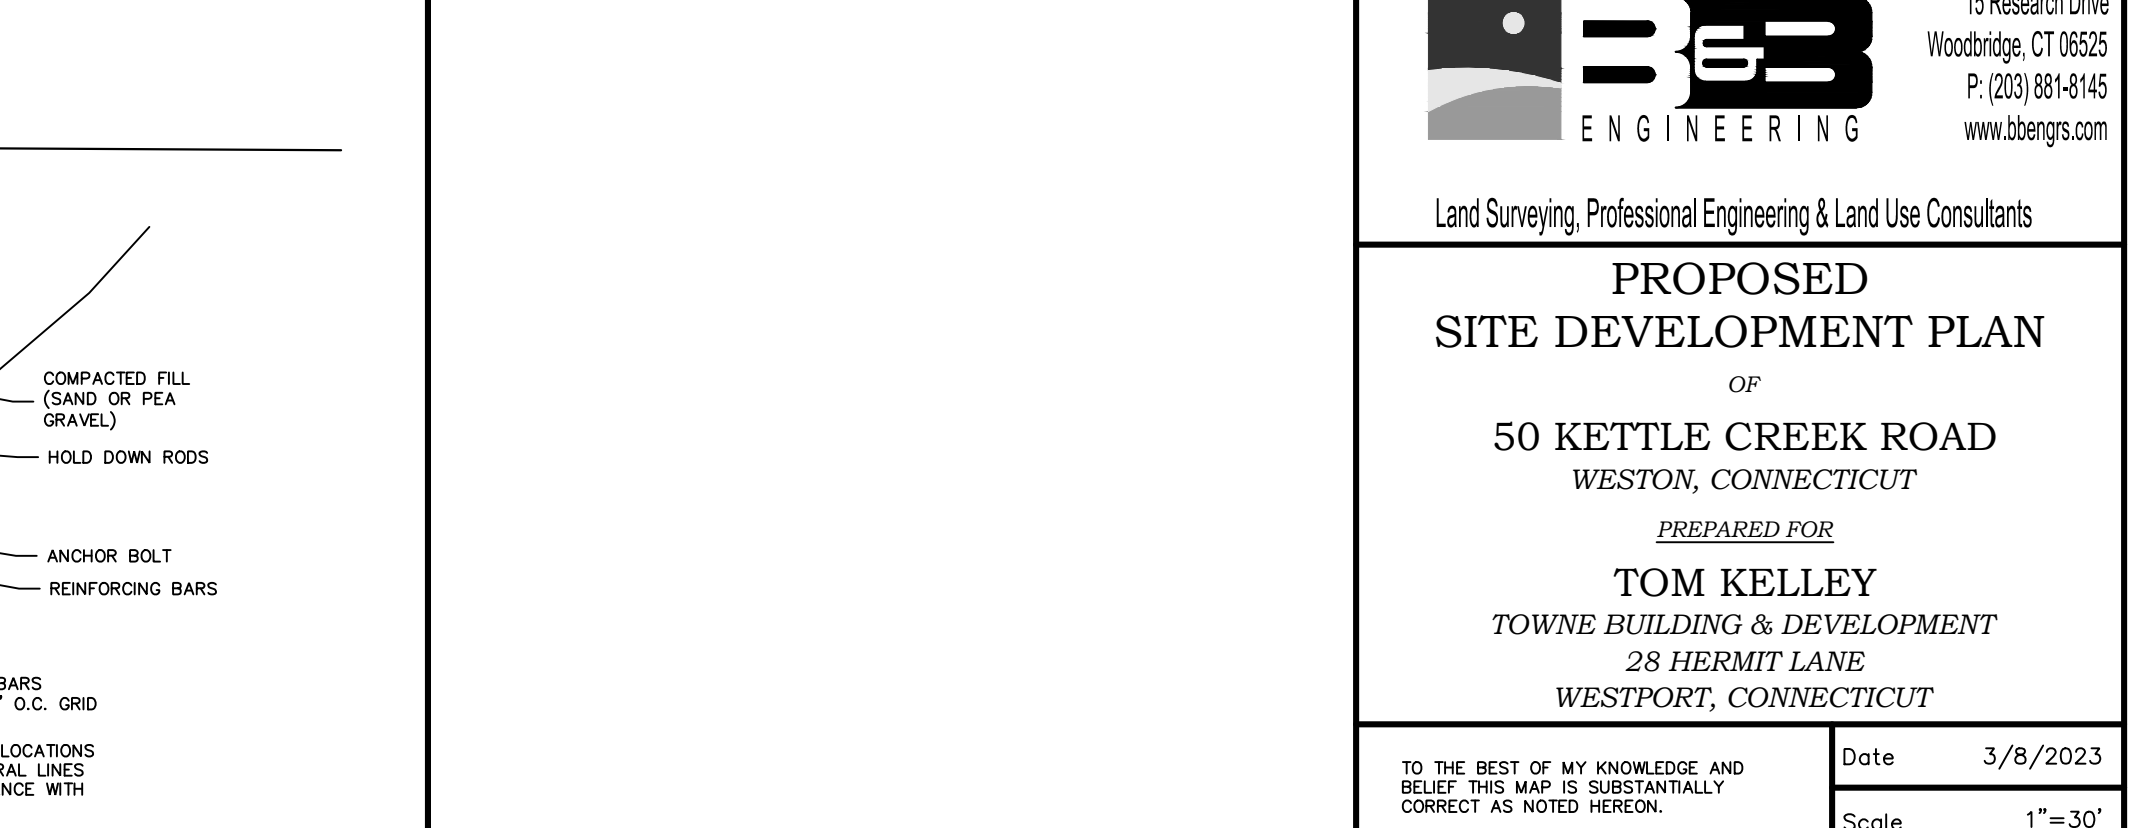 COMPACTED FILL
(SAND OR PEA
GRAVEL)
HOLD DOWN RODS
ANCHOR BOLT
REINFORCING BARS
BARS
O.C. GRID
LOCATIONS
LINES
WITH
B&B
ENGINEERING
15 Research Drive
Woodbridge, CT 06525
P: (203) 881-8145
www.bbengrs.com
Land Surveying, Professional Engineering & Land Use Consultants
PROPOSED
SITE DEVELOPMENT PLAN
OF
50 KETTLE CREEK ROAD
WESTON, CONNECTICUT
PREPARED FOR
TOM KELLEY
TOWNE BUILDING & DEVELOPMENT
28 HERMIT LANE
WESTPORT, CONNECTICUT
TO THE BEST OF MY KNOWLEDGE AND
BELIEF THIS MAP IS SUBSTANTIALLY
CORRECT AS NOTED HEREON.
Date 3/8/2023
Scale 1"=30'